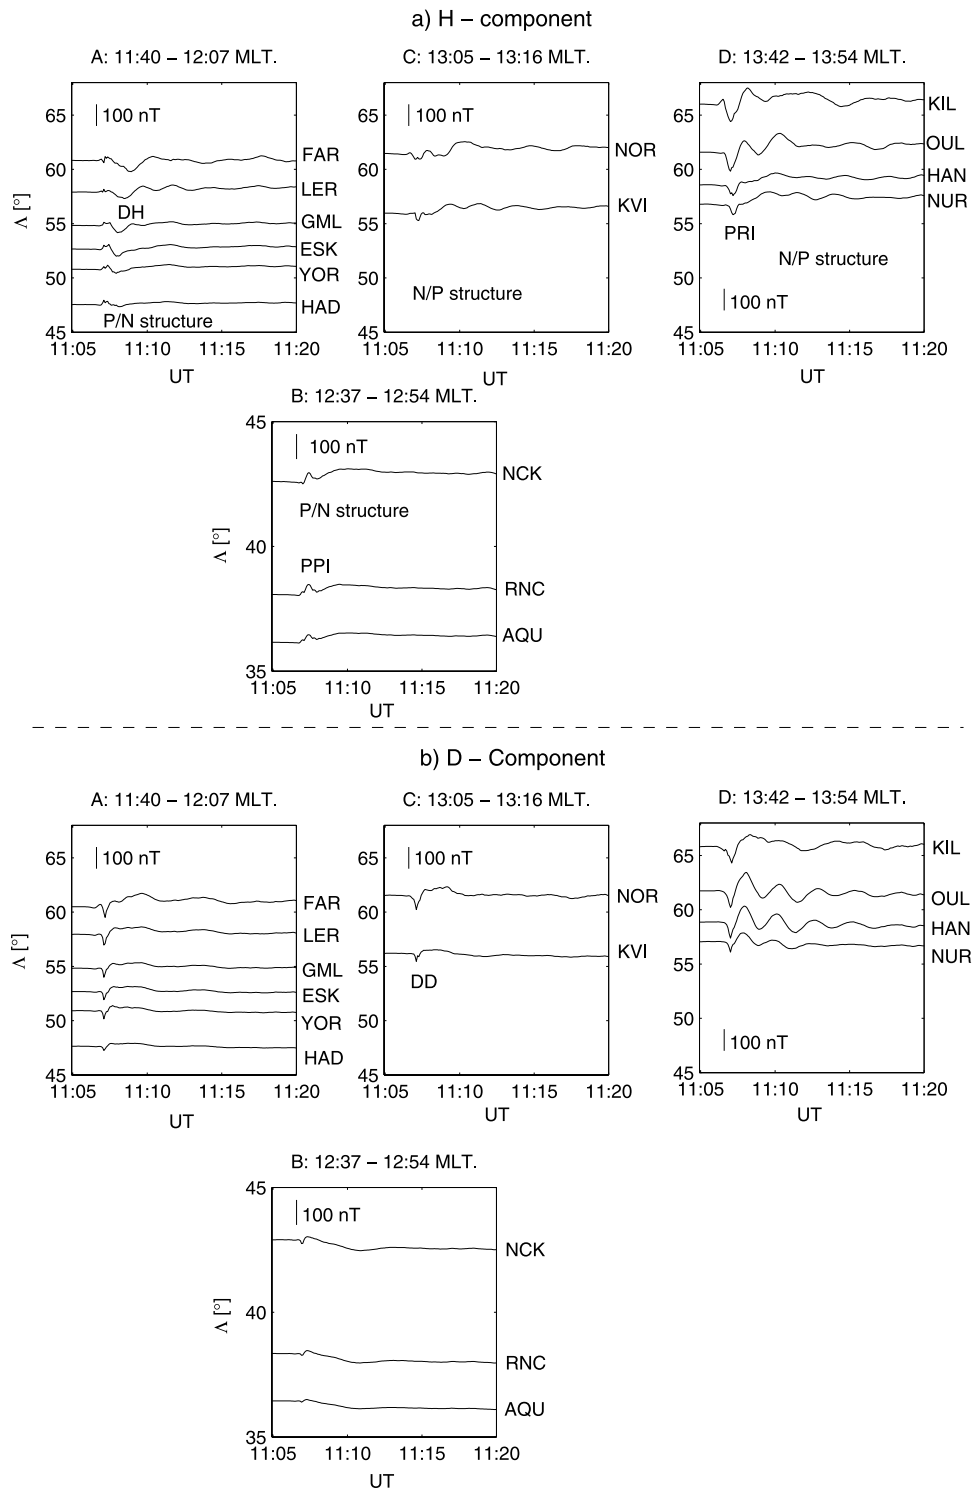 a) H – component
A: 11:40 – 12:07 MLT.
100 nT
65
60
55
50
45
Λ [°]
FAR
LER
DH
GML
ESK
YOR
HAD
P/N structure
11:05 11:10 11:15 11:20
UT
C: 13:05 – 13:16 MLT.
100 nT
NOR
KVI
N/P structure
11:05 11:10 11:15 11:20
UT
D: 13:42 – 13:54 MLT.
65
60
55
50
45
KIL
OUL
HAN
NUR
PRI
N/P structure
100 nT
11:05 11:10 11:15 11:20
UT
B: 12:37 – 12:54 MLT.
45
40
35
Λ [°]
100 nT
NCK
P/N structure
PPI
RNC
AQU
11:05 11:10 11:15 11:20
UT
b) D – Component
A: 11:40 – 12:07 MLT.
100 nT
65
60
55
50
45
Λ [°]
FAR
LER
GML
ESK
YOR
HAD
11:05 11:10 11:15 11:20
UT
C: 13:05 – 13:16 MLT.
100 nT
NOR
KVI
DD
11:05 11:10 11:15 11:20
UT
D: 13:42 – 13:54 MLT.
65
60
55
50
45
KIL
OUL
HAN
NUR
100 nT
11:05 11:10 11:15 11:20
UT
B: 12:37 – 12:54 MLT.
45
40
35
Λ [°]
100 nT
NCK
RNC
AQU
11:05 11:10 11:15 11:20
UT